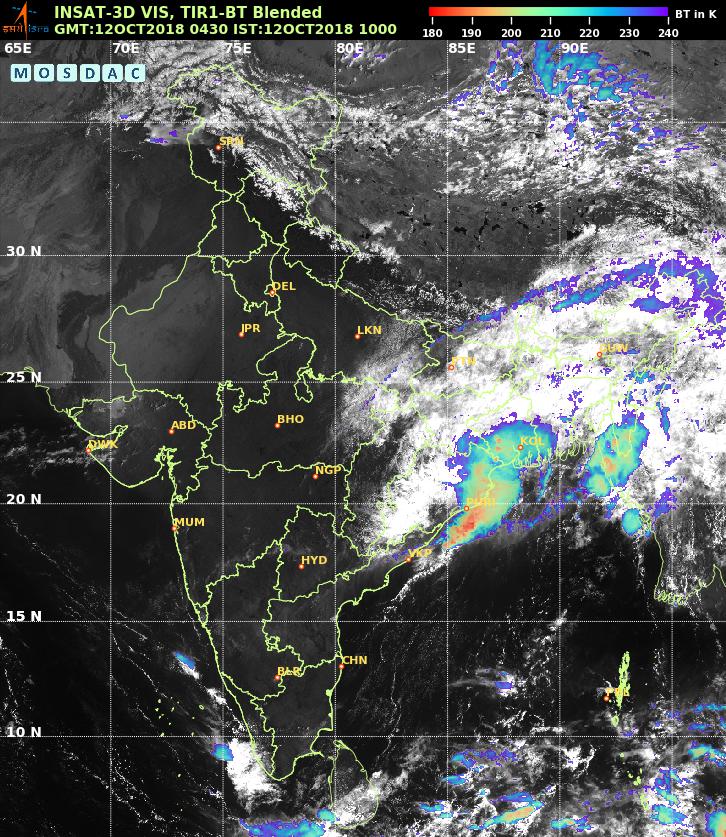 INSAT-3D VIS, TIR1-BT Blended
GMT:12OCT2018 0430 IST:12OCT2018 1000
BT in K
180 190 200 210 220 230 240
65E 70E 75E 80E 85E 90E
MOSDAC
SRN
30 N
DEL
JPR
LKN
GUW
PTN
25 N
ABD
BHO
DWK
KOL
NGP
20 N
PURI
MUM
VKP
HYD
15 N
CHN
BLR
10 N